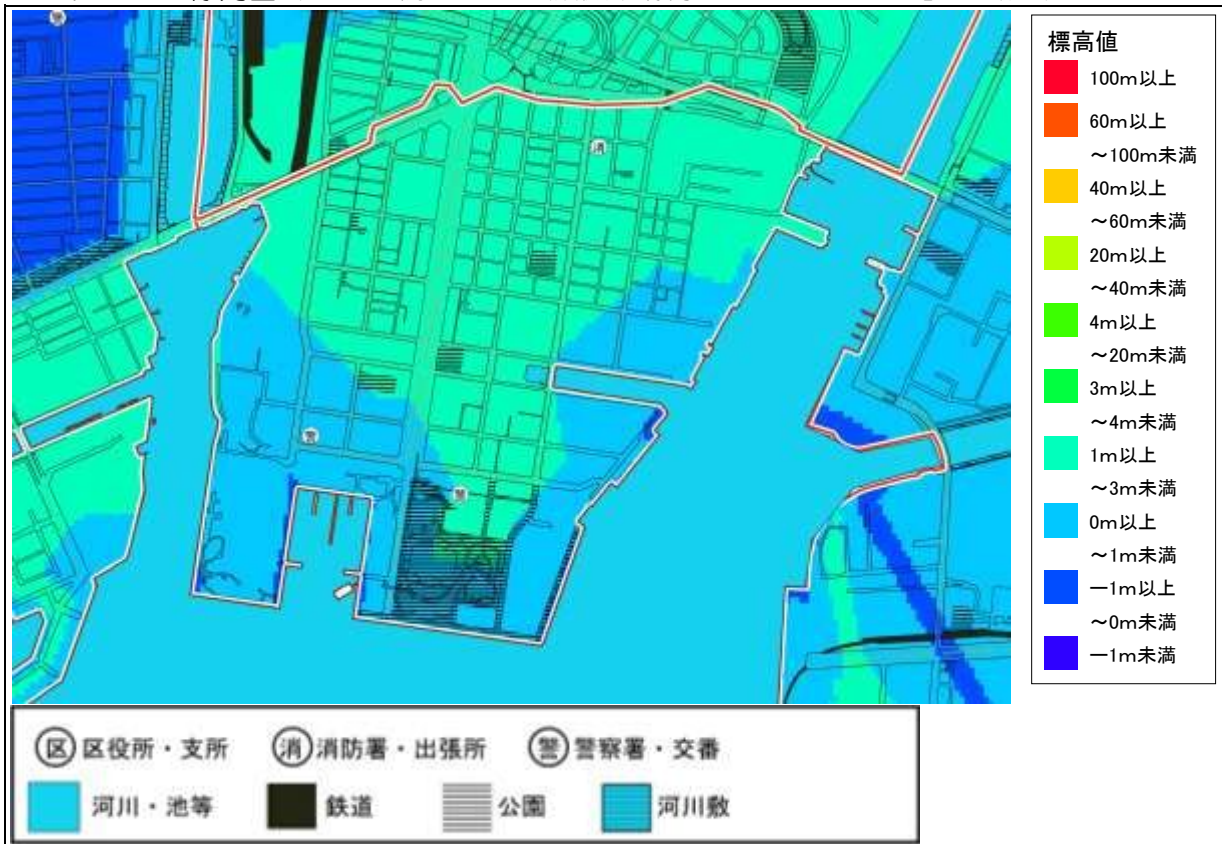 標高値
100m以上
60m以上
～100m未満
40m以上
～60m未満
20m以上
～40m未満
4m以上
～20m未満
3m以上
～4m未満
1m以上
～3m未満
0m以上
～1m未満
－1m以上
～0m未満
－1m未満
消
区 区役所・支所 消 消防署・出張所 警 警察署・交番
河川・池等 鉄道 公園 河川敷